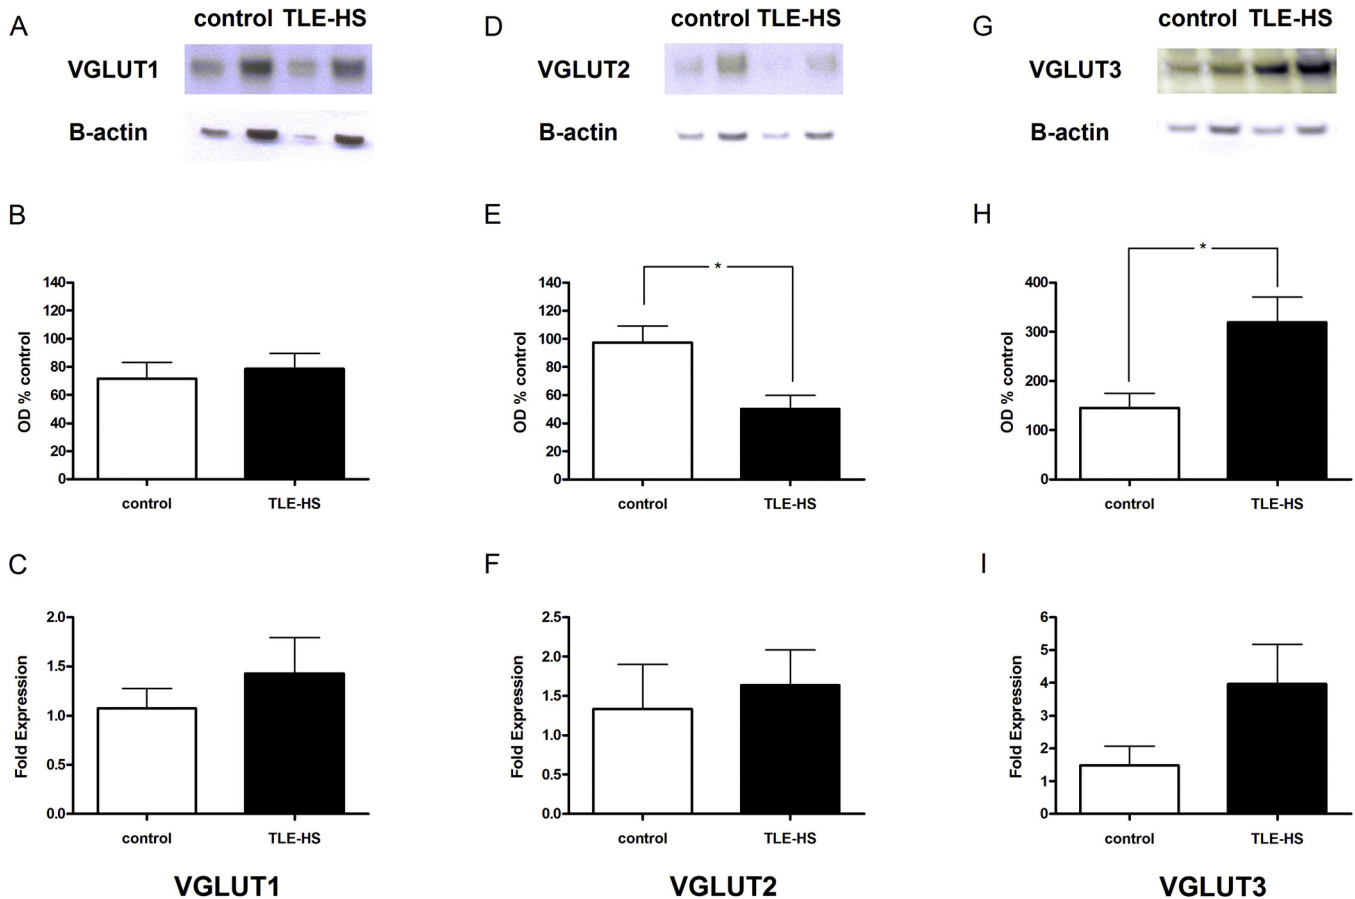 A
control TLE-HS
VGLUT1
B-actin
D
control TLE-HS
VGLUT2
B-actin
G
control TLE-HS
VGLUT3
B-actin
B
OD % control
140
120
100
80
60
40
20
0
control
TLE-HS
E
*
OD % control
140
120
100
80
60
40
20
0
control
TLE-HS
H
*
OD % control
400
300
200
100
0
control
TLE-HS
C
Fold Expression
2.0
1.5
1.0
0.5
0.0
control
TLE-HS
F
Fold Expression
2.5
2.0
1.5
1.0
0.5
0.0
control
TLE-HS
I
Fold Expression
6
5
4
3
2
1
0
control
TLE-HS
VGLUT1
VGLUT2
VGLUT3